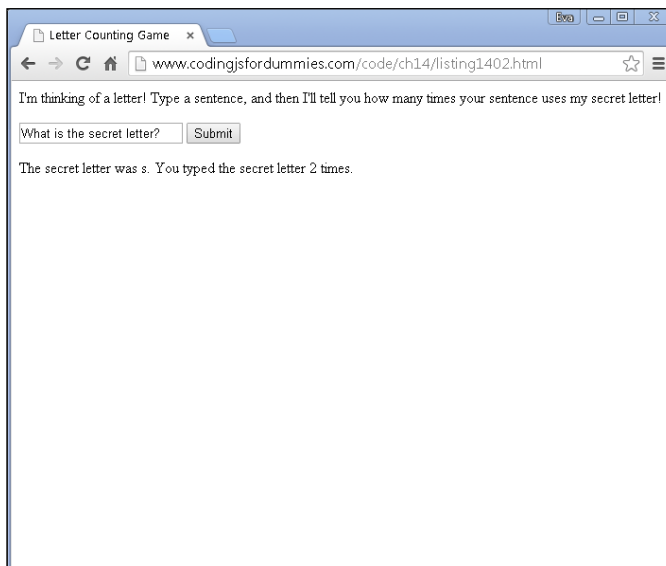 Eva
Letter Counting Game
www.codingjsfordummies.com/code/ch14/listing1402.html
I'm thinking of a letter! Type a sentence, and then I'll tell you how many times your sentence uses my secret letter!
What is the secret letter? Submit
The secret letter was s. You typed the secret letter 2 times.